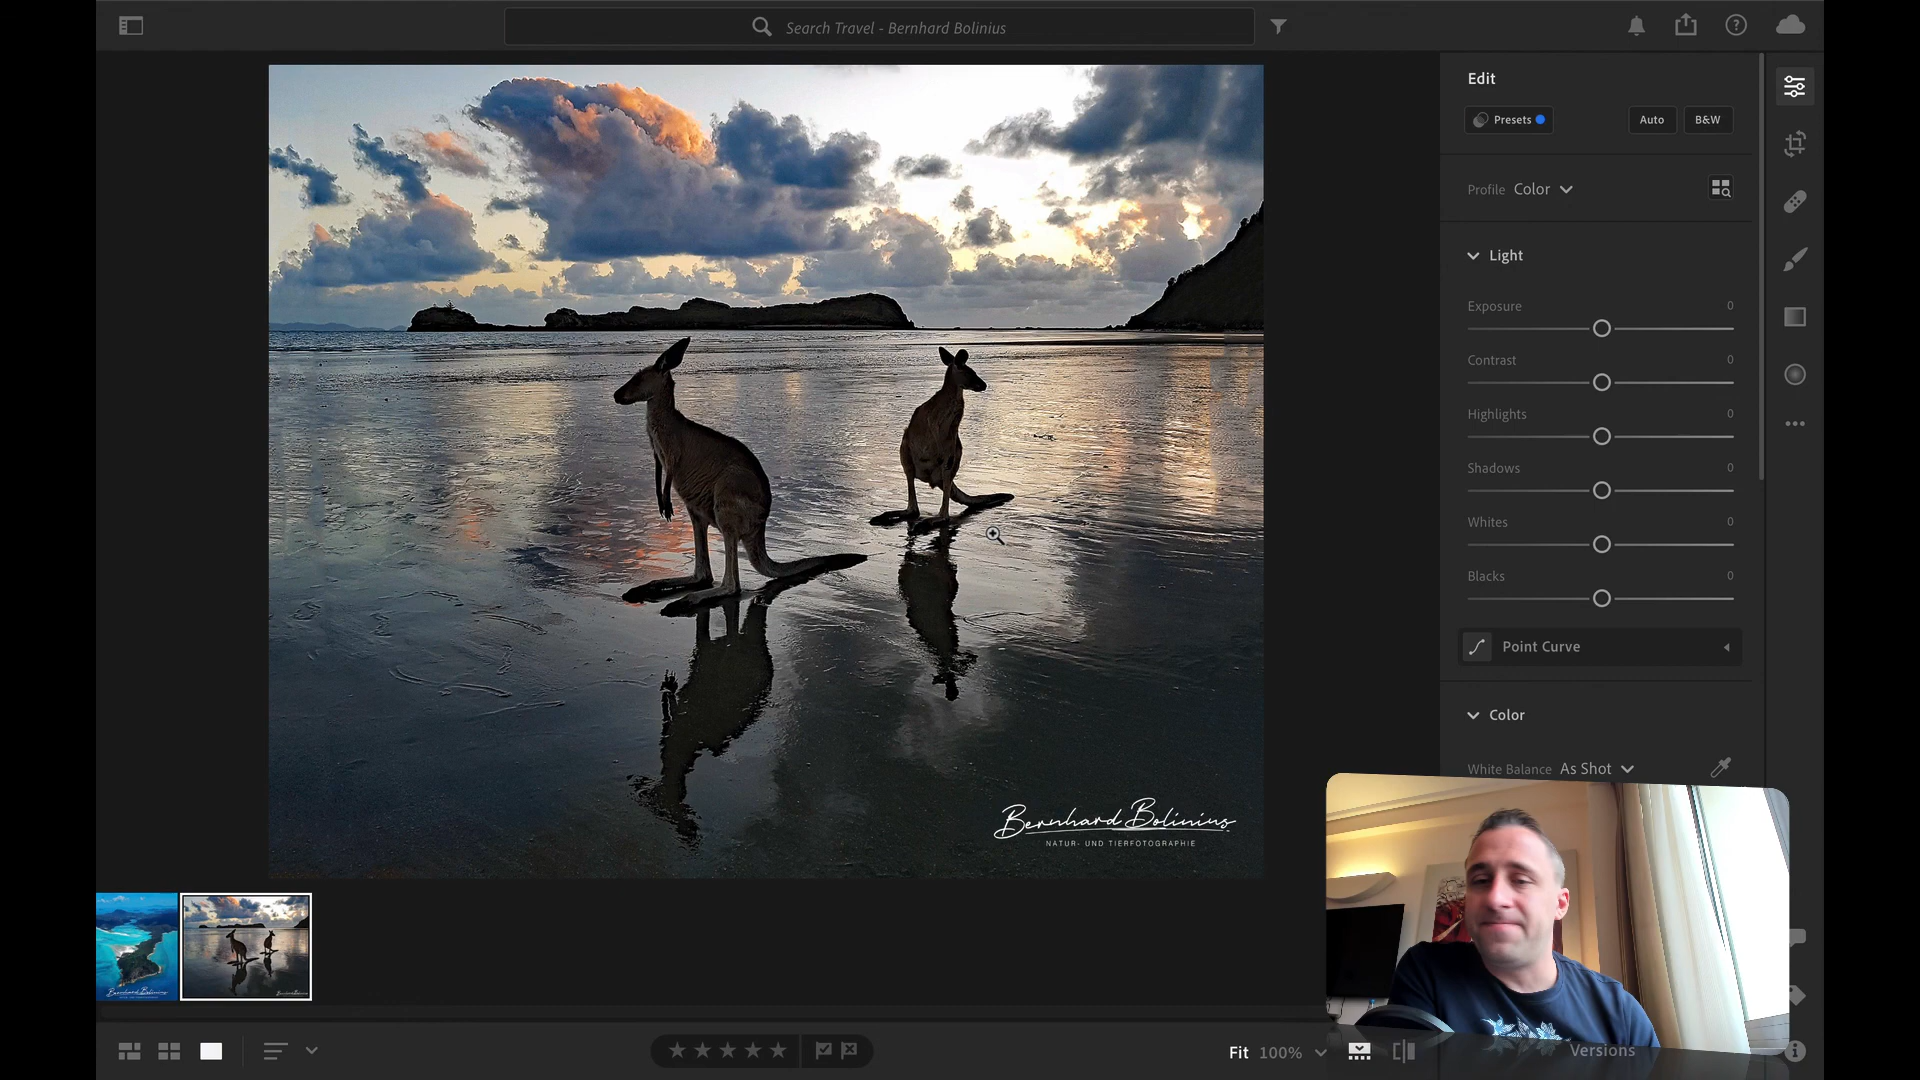 Search Travel - Bernhard Bolinius
Edit
Presets
Auto
B&W
Profile Color
Light
Exposure 0
Contrast 0
Highlights 0
Shadows 0
Whites 0
Blacks 0
Point Curve
Color
White Balance As Shot
Bernhard Bolinius
NATUR- UND TIERFOTOGRAPHIE
Fit 100%
Versions